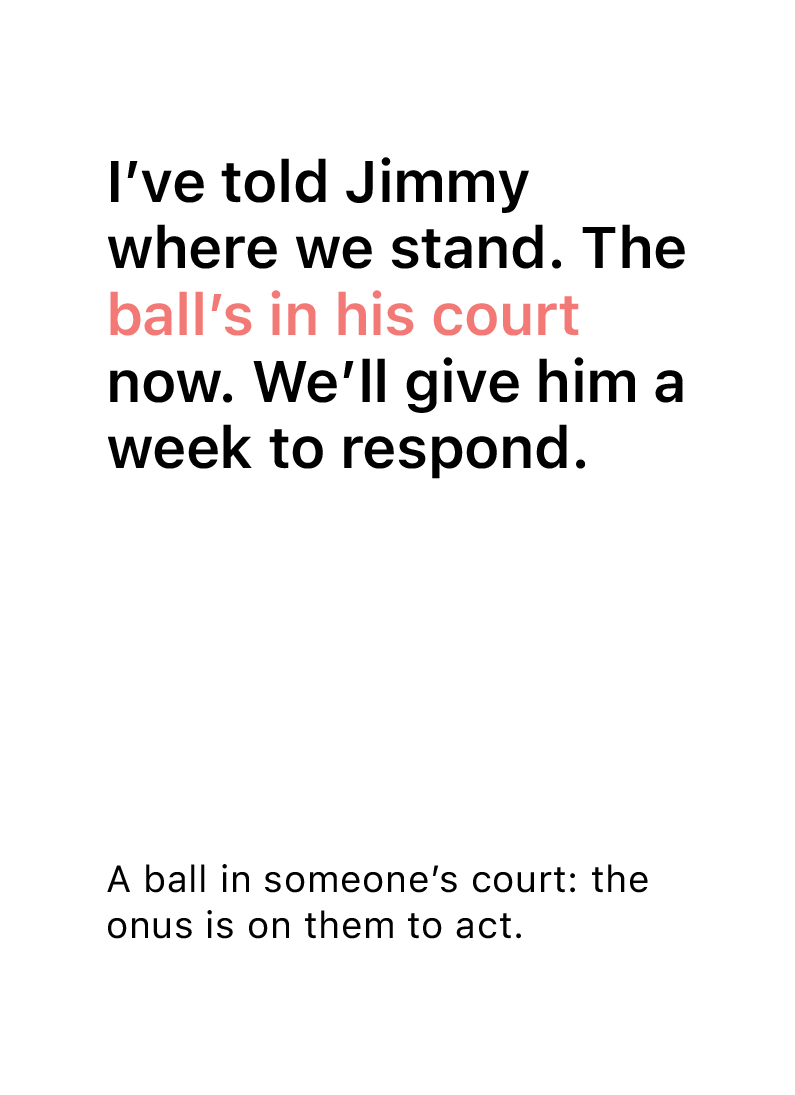 I’ve told Jimmy
where we stand. The
ball’s in his court
now. We’ll give him a
week to respond.
A ball in someone’s court: the
onus is on them to act.